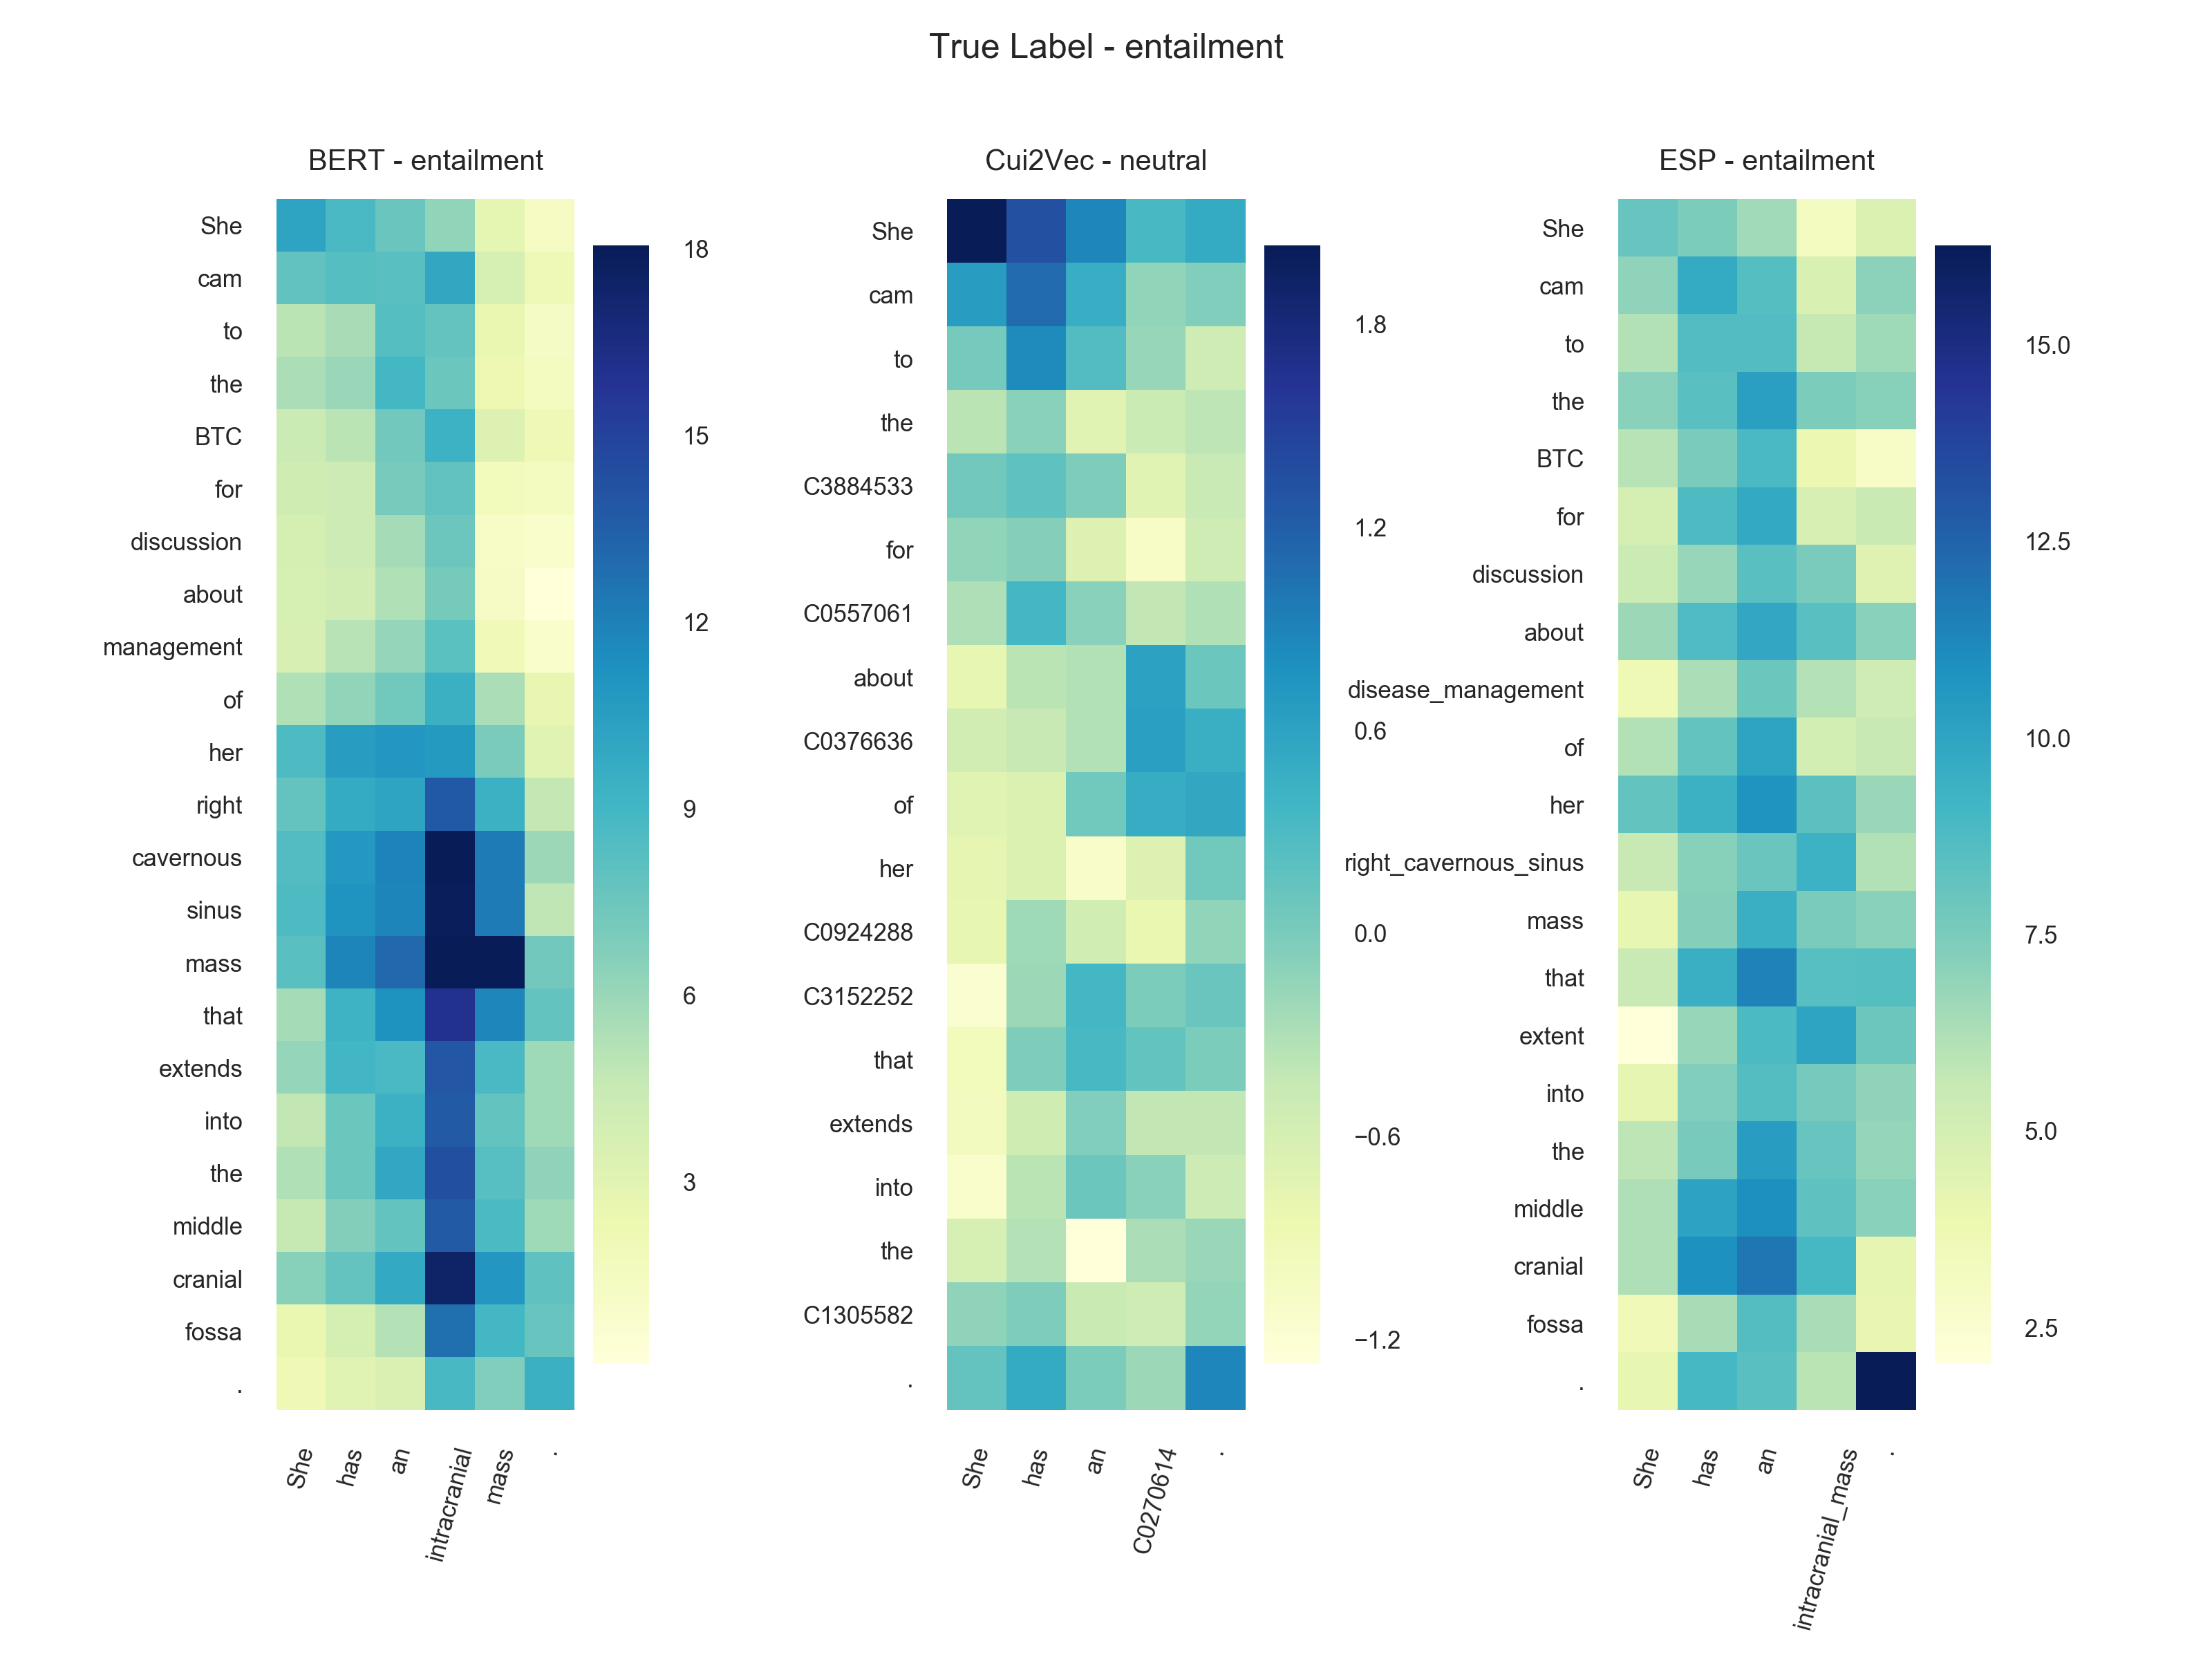 True Label - entailment
BERT - entailment
She
cam
to
the
BTC
for
discussion
about
management
of
her
right
cavernous
sinus
mass
that
extends
into
the
middle
cranial
fossa
.
She
has
an
intracranial
mass
.
18
15
12
9
6
3
Cui2Vec - neutral
She
cam
to
the
C3884533
for
C0557061
about
C0376636
of
her
C0924288
C3152252
that
extends
into
the
C1305582
.
She
has
an
C0270614
.
1.8
1.2
0.6
0.0
−0.6
−1.2
ESP - entailment
She
cam
to
the
BTC
for
discussion
about
disease_management
of
her
right_cavernous_sinus
mass
that
extent
into
the
middle
cranial
fossa
.
She
has
an
intracranial_mass
.
15.0
12.5
10.0
7.5
5.0
2.5